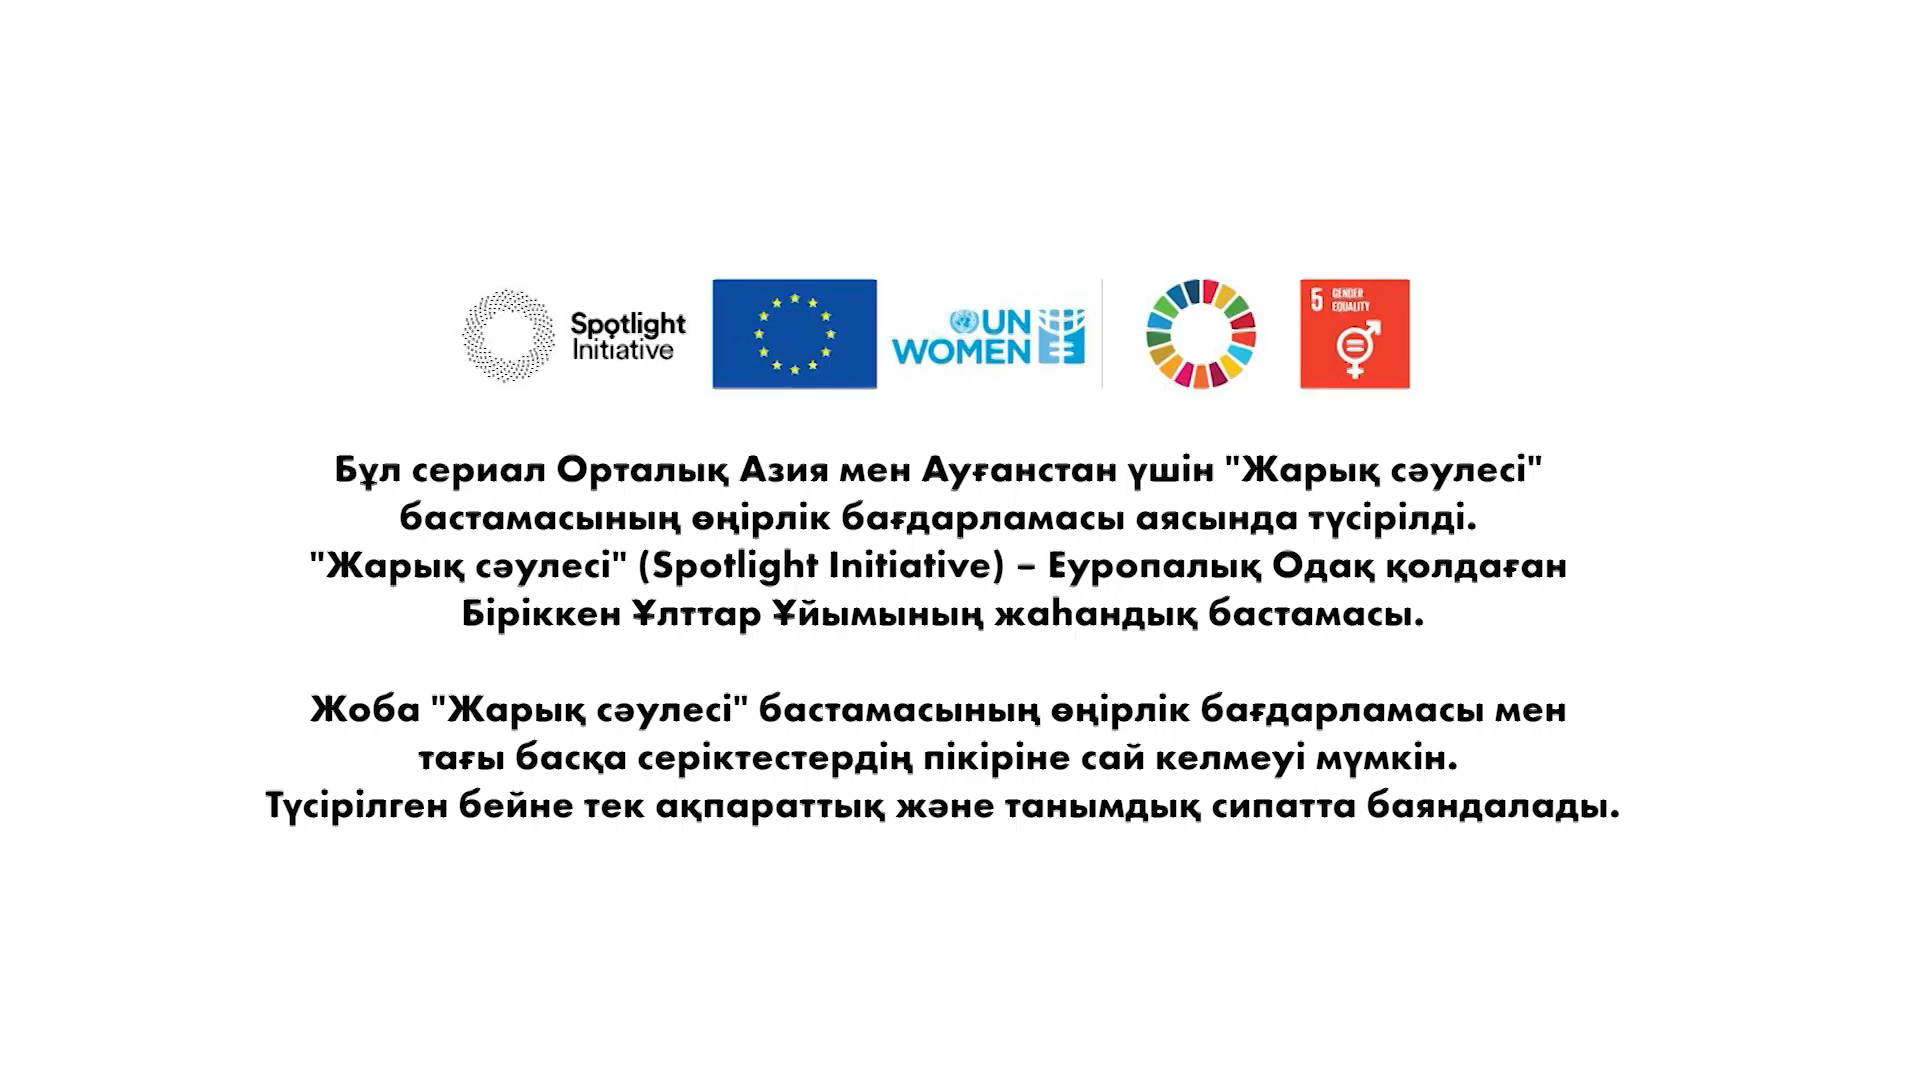 Spotlight
Initiative
UN
WOMEN
5 GENDER
EQUALITY
Бұл сериал Орталық Азия мен Ауғанстан үшін "Жарық сәулесі"
бастамасының өңірлік бағдарламасы аясында түсірілді.
"Жарық сәулесі" (Spotlight Initiative) – Еуропалық Одақ қолдаған
Біріккен Ұлттар Ұйымының жаһандық бастамасы.
Жоба "Жарық сәулесі" бастамасының өңірлік бағдарламасы мен
тағы басқа серіктестердің пікіріне сай келмеуі мүмкін.
Түсірілген бейне тек ақпараттық және танымдық сипатта баяндалады.